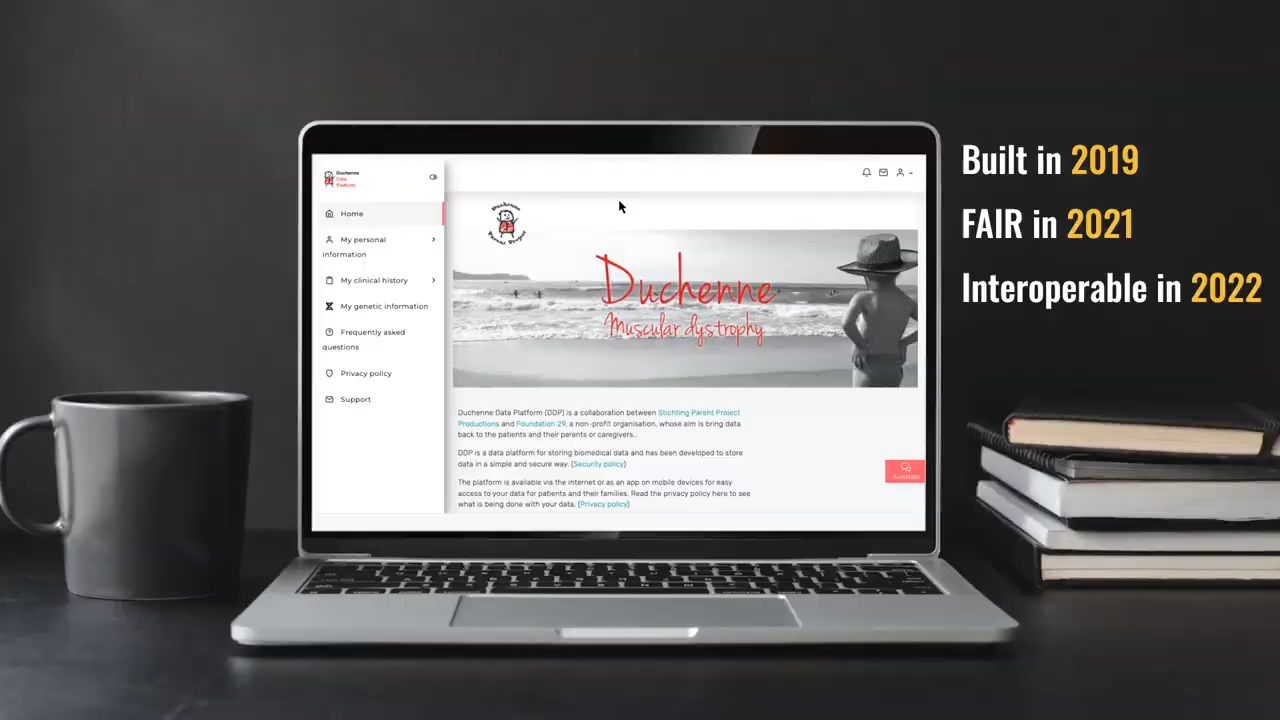 Built in 2019
FAIR in 2021
Interoperable in 2022
Duchenne
Data
Platform
Home
My personal
information
My clinical history
My genetic information
Frequently asked
questions
Privacy policy
Support
Duchenne
Parent Project
Duchenne
Muscular dystrophy
Duchenne Data Platform (DDP) is a collaboration between Stichting Parent Project
Productions and Foundation 29, a non-profit organisation, whose aim is bring data
back to the patients and their parents or caregivers..
DDP is a data platform for storing biomedical data and has been developed to store
data in a simple and secure way. (Security policy)
The platform is available via the internet or as an app on mobile devices for easy
access to your data for patients and their families. Read the privacy policy here to see
what is being done with your data. (Privacy policy)
Assistant